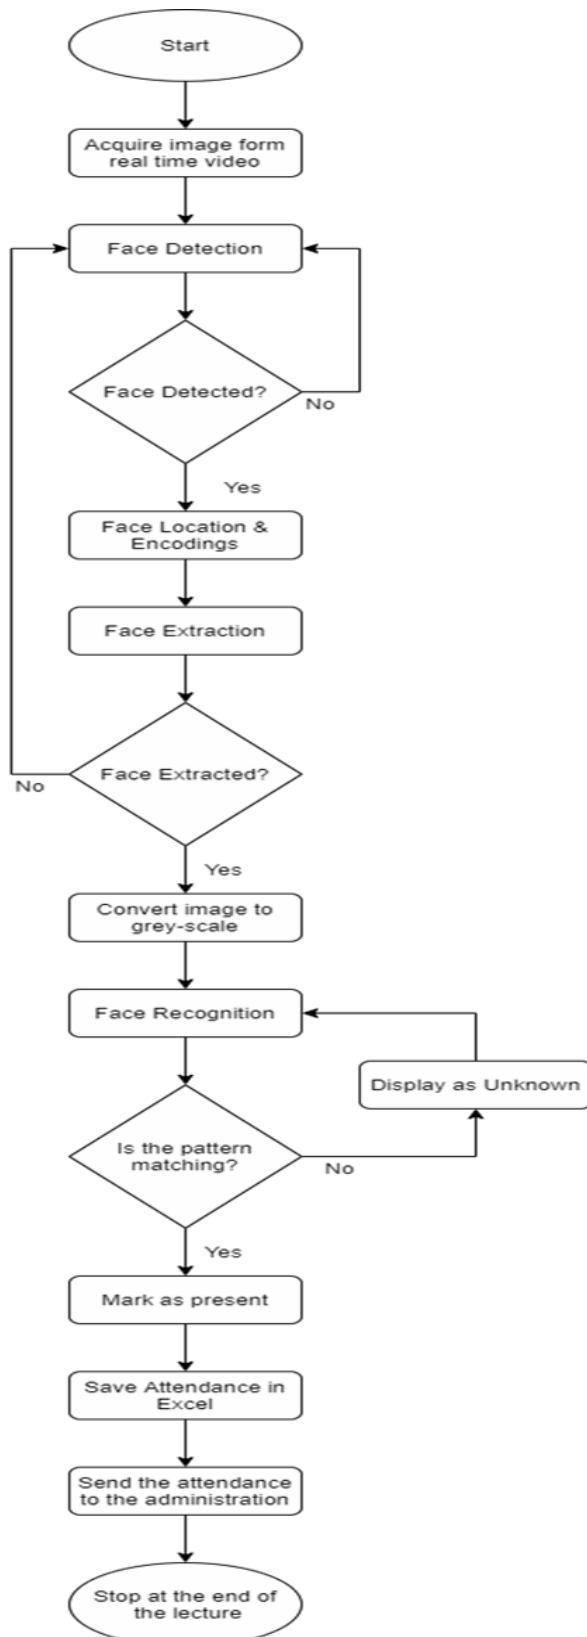 Start
Acquire image form
real time video
Face Detection
Face Detected?
No
Yes
Face Location &
Encodings
Face Extraction
Face Extracted?
No
Yes
Convert image to
grey-scale
Face Recognition
Display as Unknown
Is the pattern
matching?
No
Yes
Mark as present
Save Attendance in
Excel
Send the attendance
to the administration
Stop at the end of
the lecture